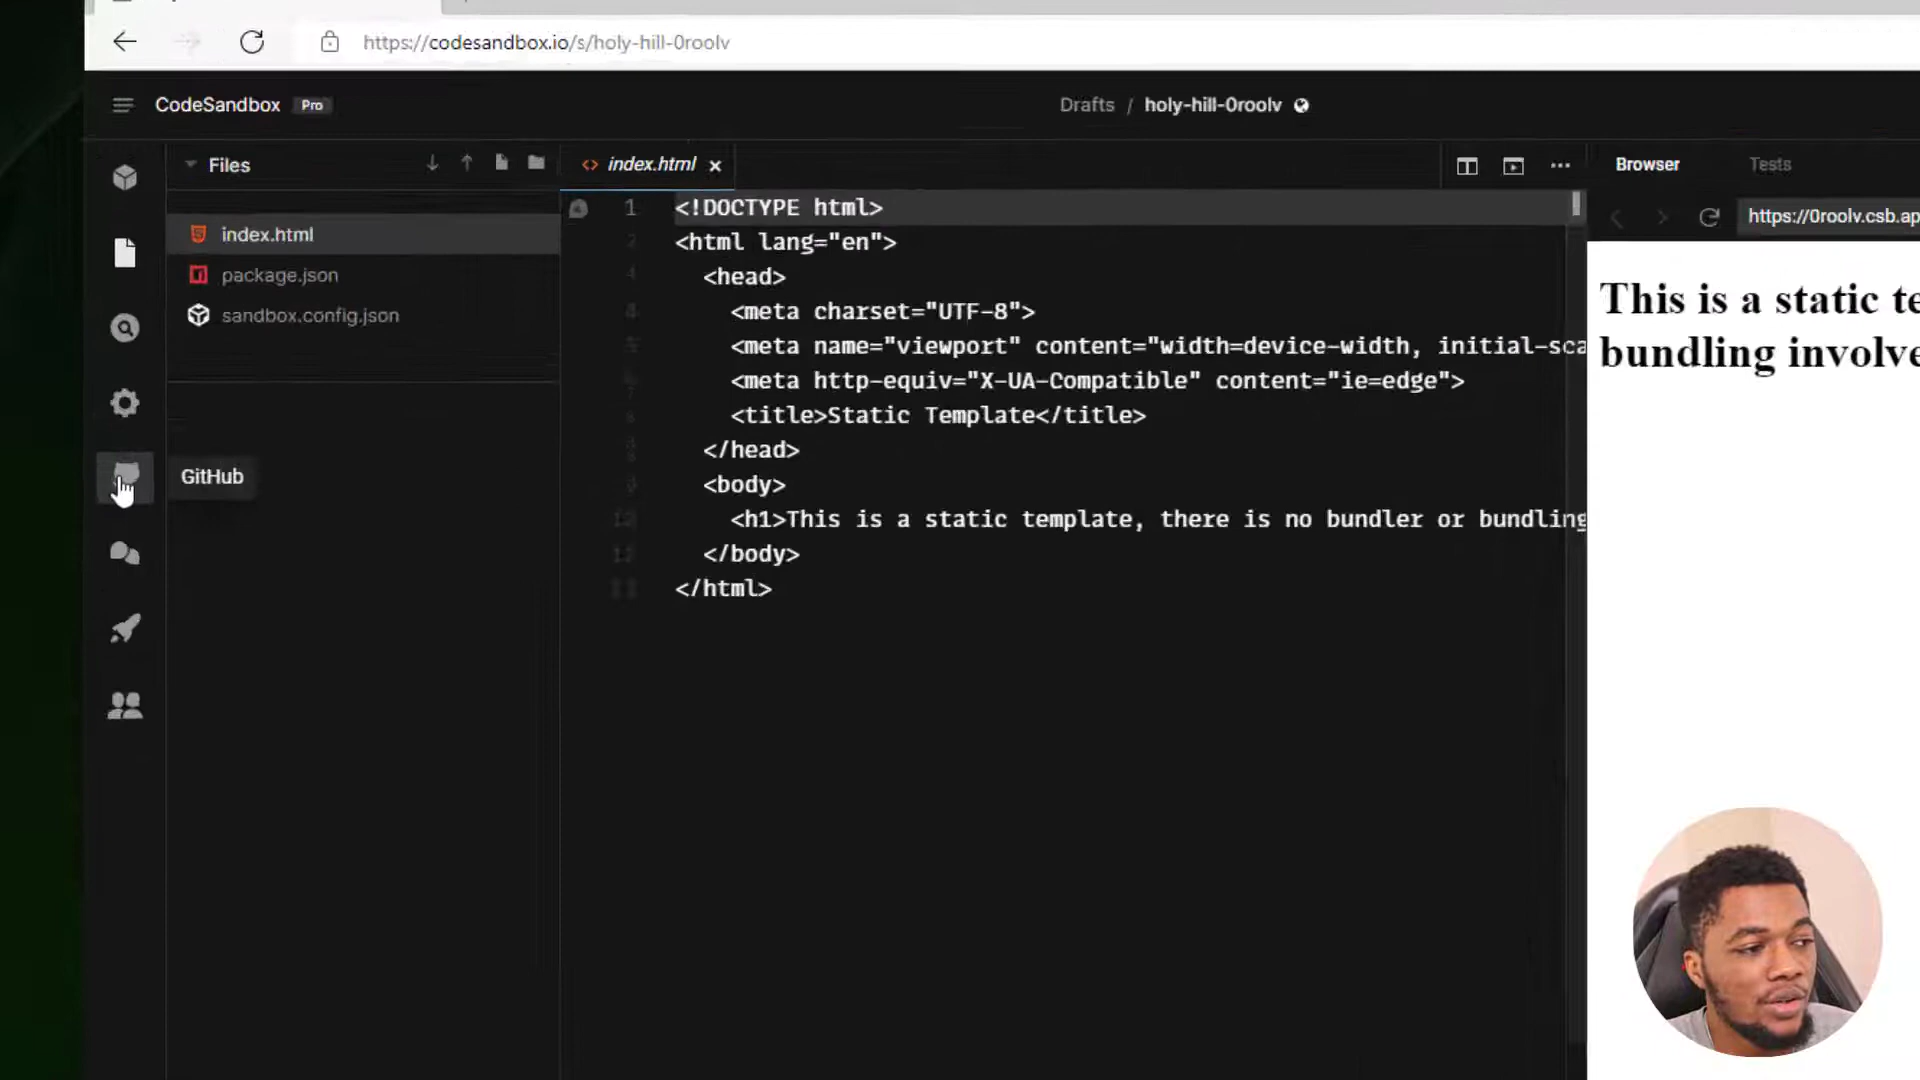 https://codesandbox.io/s/holy-hill-0roolv
CodeSandbox Pro
Drafts / holy-hill-0roolv
Files
index.html
package.json
sandbox.config.json
GitHub
index.html
1 <!DOCTYPE html>
2 <html lang="en">
<head>
<meta charset="UTF-8">
<meta name="viewport" content="width=device-width, initial-sca
<meta http-equiv="X-UA-Compatible" content="ie=edge">
<title>Static Template</title>
</head>
<body>
<h1>This is a static template, there is no bundler or bundling
</body>
</html>
Browser Tests
https://0roolv.csb.ap
This is a static te
bundling involve